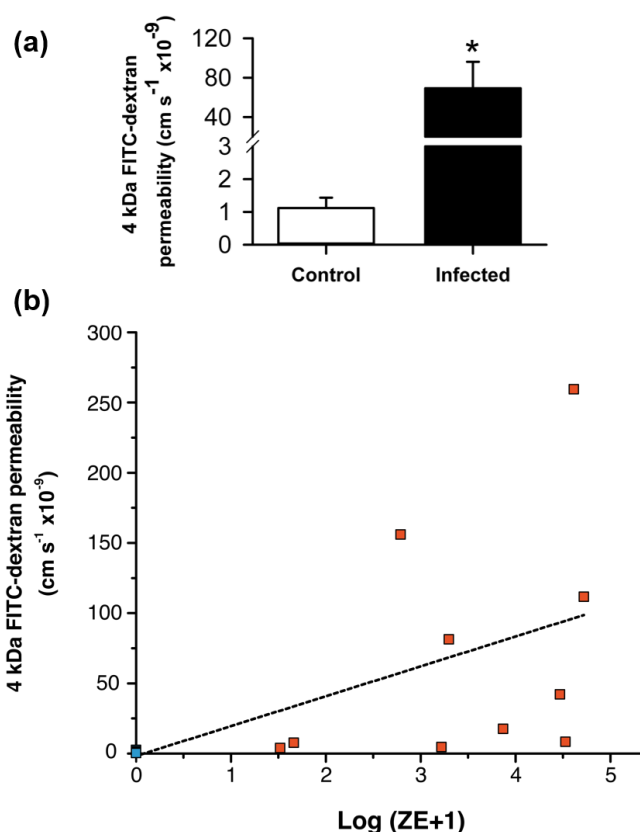 (a)
4 kDa FITC-dextran
permeability (cm s⁻¹ x10⁻⁹)
120
80
40
3
2
1
0
*
Control
Infected
(b)
4 kDa FITC-dextran permeability
(cm s⁻¹ x10⁻⁹)
300
250
200
150
100
50
0
0
1
2
3
4
5
Log (ZE+1)